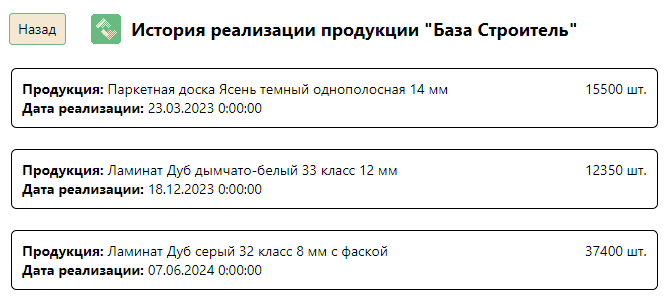 Назад
История реализации продукции "База Строитель"
Продукция: Паркетная доска Ясень темный однополосная 14 мм 15500 шт.
Дата реализации: 23.03.2023 0:00:00
Продукция: Ламинат Дуб дымчато-белый 33 класс 12 мм 12350 шт.
Дата реализации: 18.12.2023 0:00:00
Продукция: Ламинат Дуб серый 32 класс 8 мм с фаской 37400 шт.
Дата реализации: 07.06.2024 0:00:00